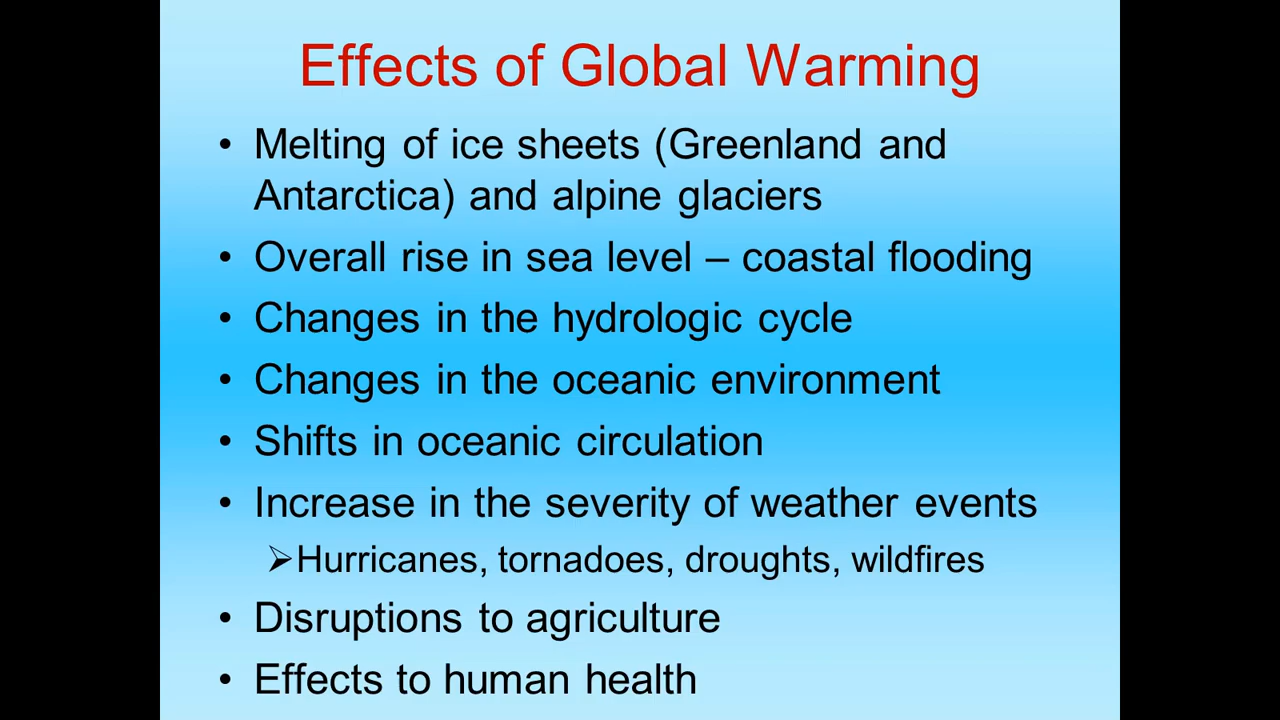 Effects of Global Warming
• Melting of ice sheets (Greenland and
Antarctica) and alpine glaciers
• Overall rise in sea level – coastal flooding
• Changes in the hydrologic cycle
• Changes in the oceanic environment
• Shifts in oceanic circulation
• Increase in the severity of weather events
➢Hurricanes, tornadoes, droughts, wildfires
• Disruptions to agriculture
• Effects to human health